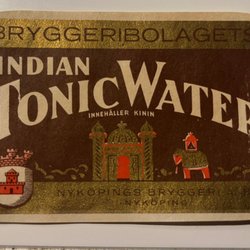 BRYGGERIBOLAGETS
INDIAN
TONIC WATER
INNEHÅLLER KININ
NYKÖPINGS BRYGGERI
NYKÖPING